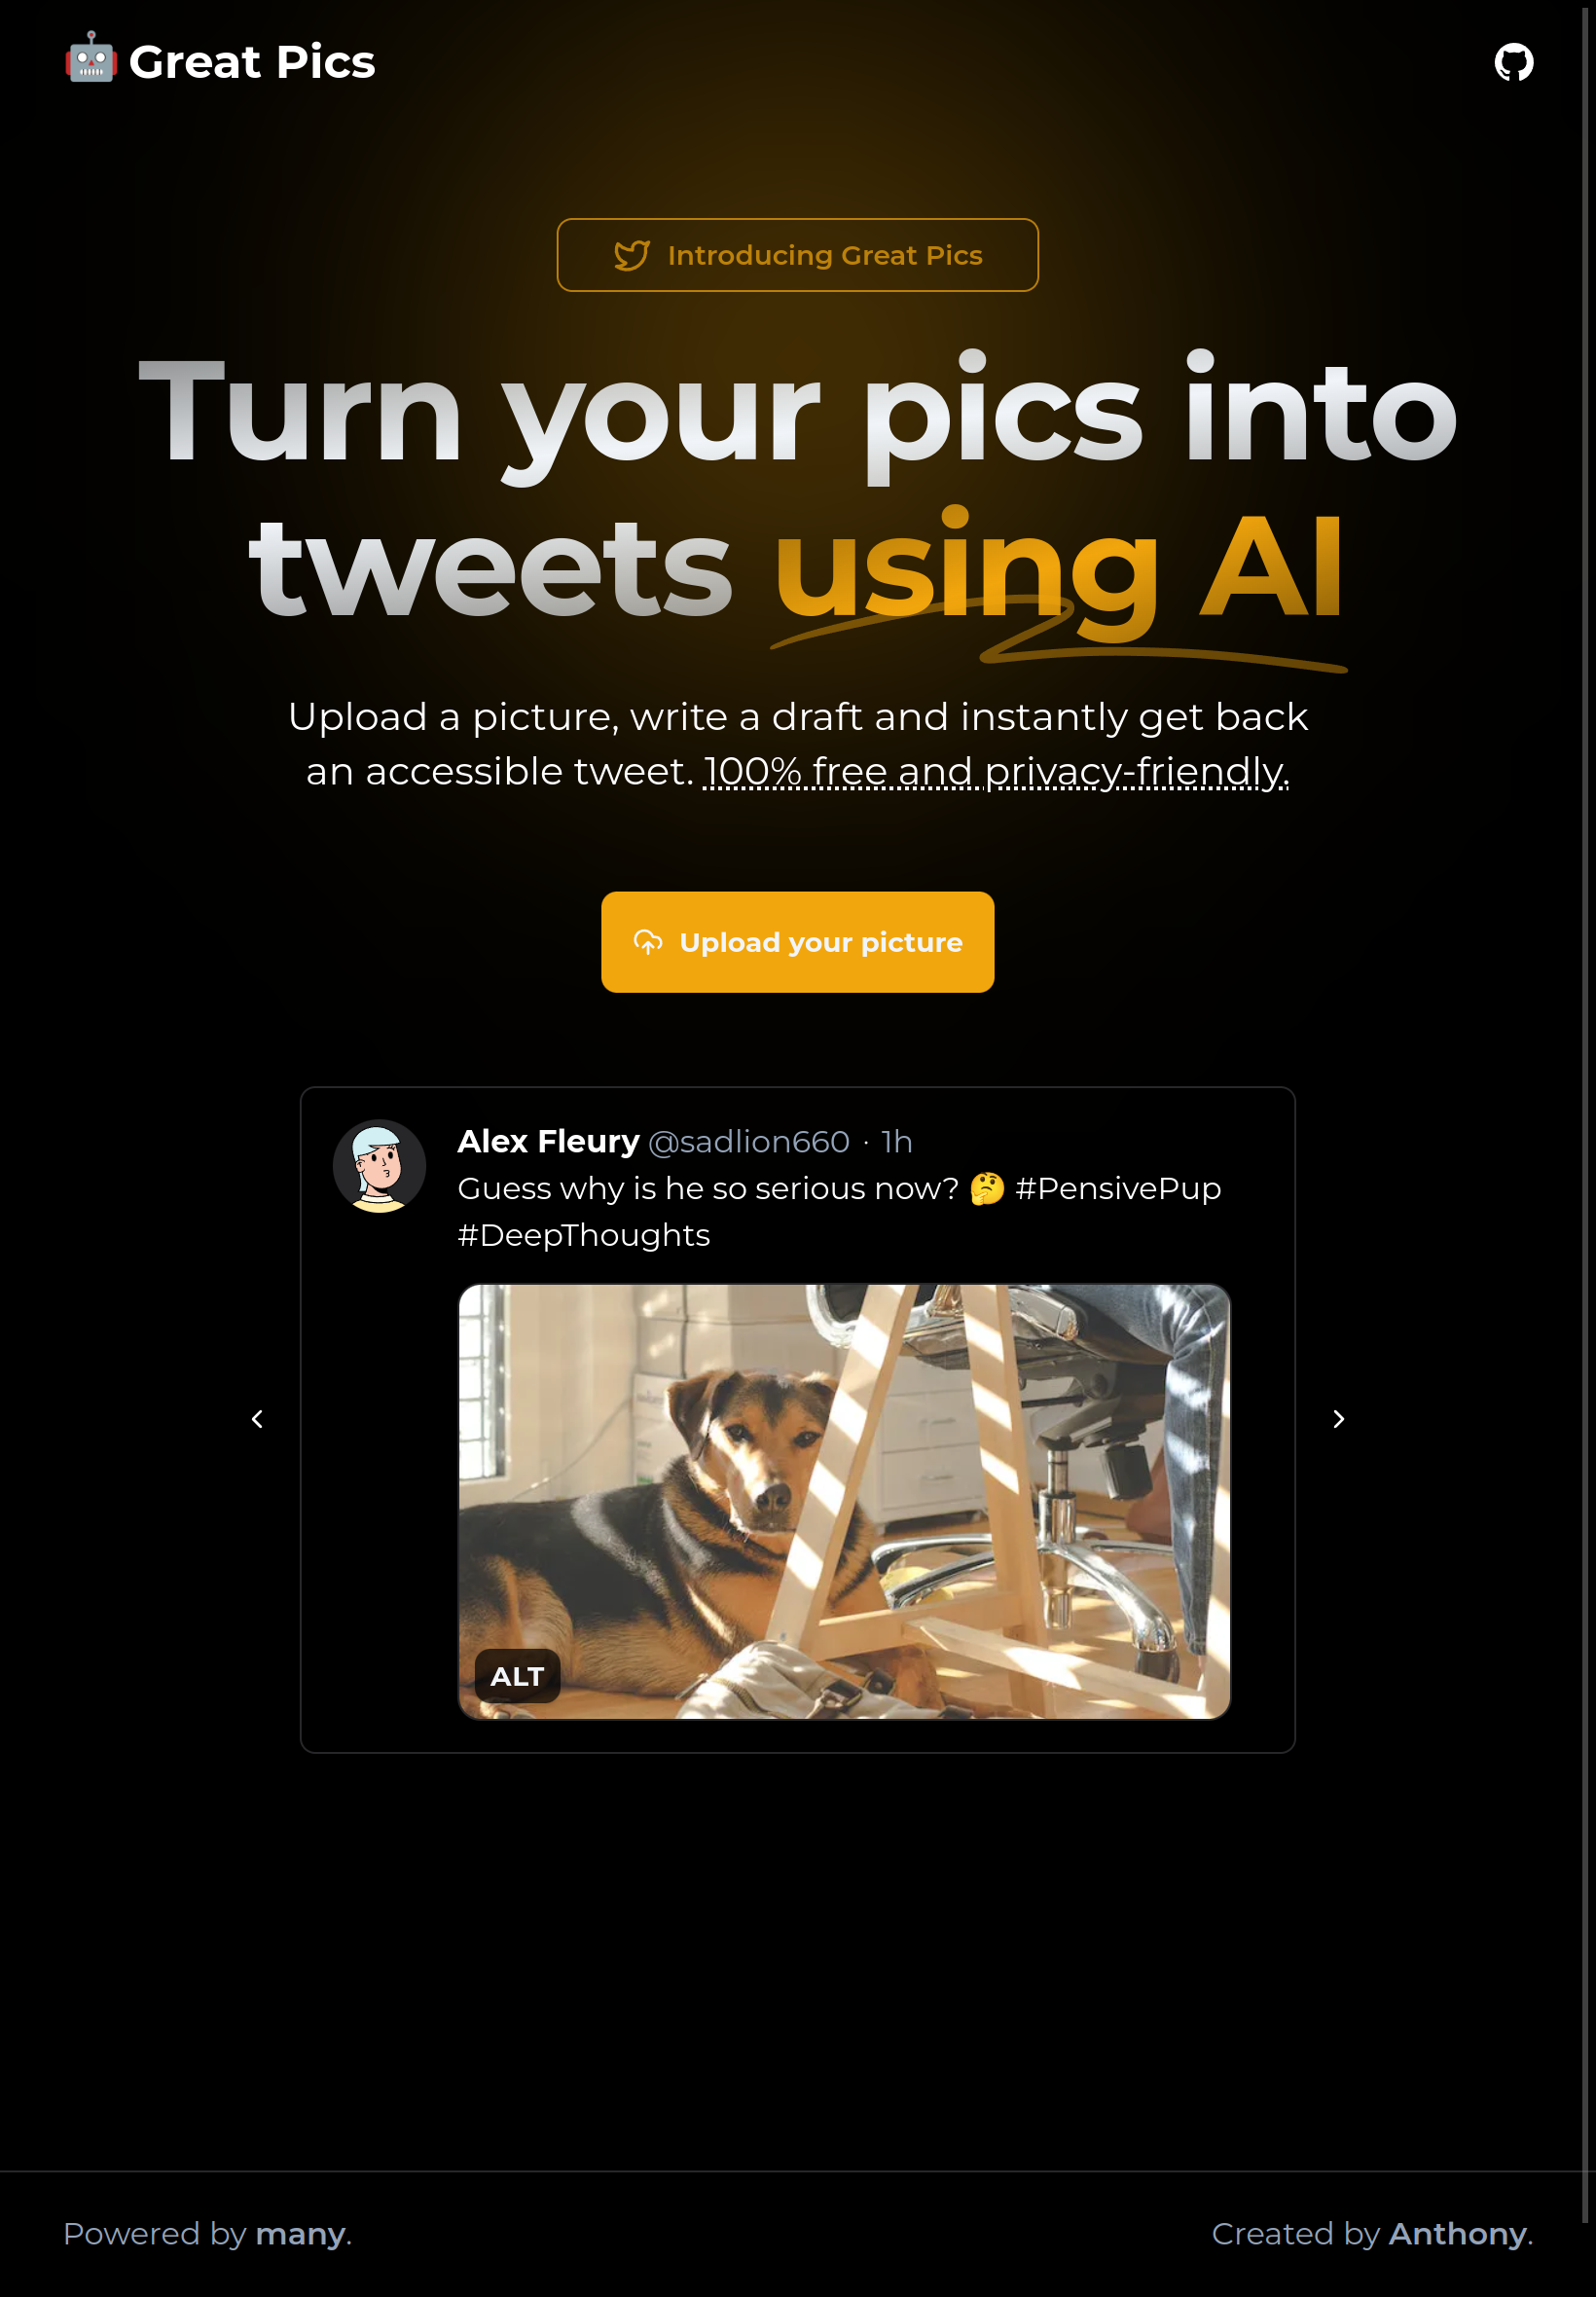 🤖 Great Pics
Introducing Great Pics
Turn your pics into
tweets using AI
Upload a picture, write a draft and instantly get back
an accessible tweet. 100% free and privacy-friendly.
Upload your picture
Alex Fleury @sadlion660 · 1h
Guess why is he so serious now? 🤔 #PensivePup
#DeepThoughts
ALT
Powered by many.
Created by Anthony.